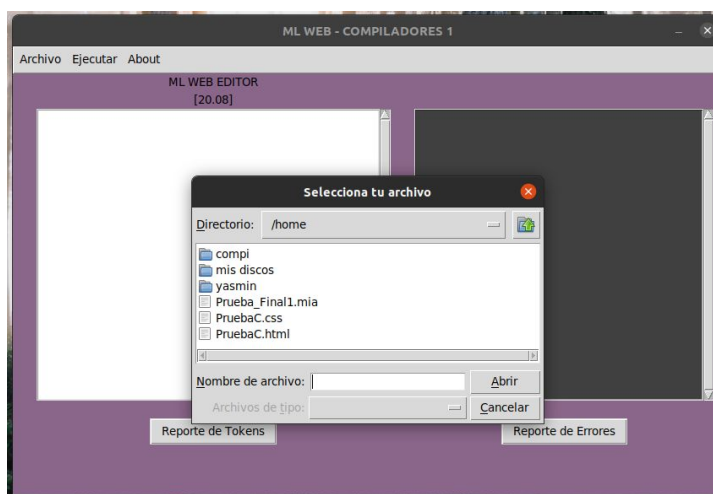 ML WEB - COMPILADORES 1
Archivo Ejecutar About
ML WEB EDITOR
[20.08]
Selecciona tu archivo
Directorio: /home
compi
mis discos
yasmin
Prueba_Final1.mia
PruebaC.css
PruebaC.html
Nombre de archivo: Abrir
Archivos de tipo: Cancelar
Reporte de Tokens Reporte de Errores